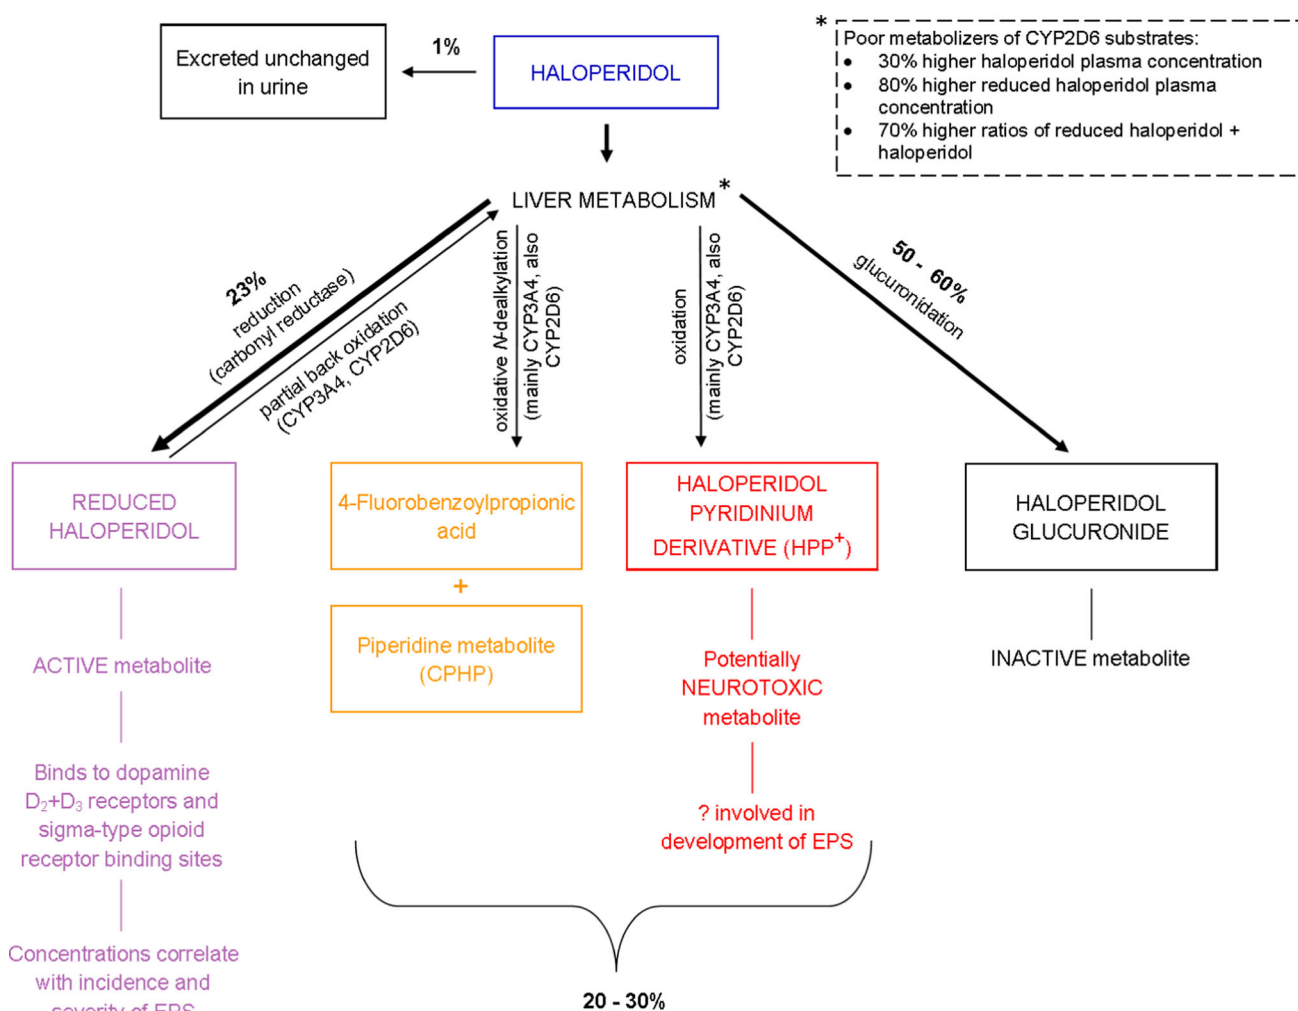 Excreted unchanged
in urine
1%
HALOPERIDOL
*
Poor metabolizers of CYP2D6 substrates:
• 30% higher haloperidol plasma concentration
• 80% higher reduced haloperidol plasma
concentration
• 70% higher ratios of reduced haloperidol +
haloperidol
LIVER METABOLISM*
23%
reduction
(carbonyl reductase)
partial back oxidation
(CYP3A4, CYP2D6)
oxidative N-dealkylation
(mainly CYP3A4, also
CYP2D6)
oxidation
(mainly CYP3A4, also
CYP2D6)
50 - 60%
glucuronidation
REDUCED
HALOPERIDOL
ACTIVE metabolite
Binds to dopamine
D₂+D₃ receptors and
sigma-type opioid
receptor binding sites
Concentrations correlate
with incidence and
severity of EPS
4-Fluorobenzoylpropionic
acid
+
Piperidine metabolite
(CPHP)
HALOPERIDOL
PYRIDINIUM
DERIVATIVE (HPP⁺)
Potentially
NEUROTOXIC
metabolite
? involved in
development of EPS
HALOPERIDOL
GLUCURONIDE
INACTIVE metabolite
20 - 30%